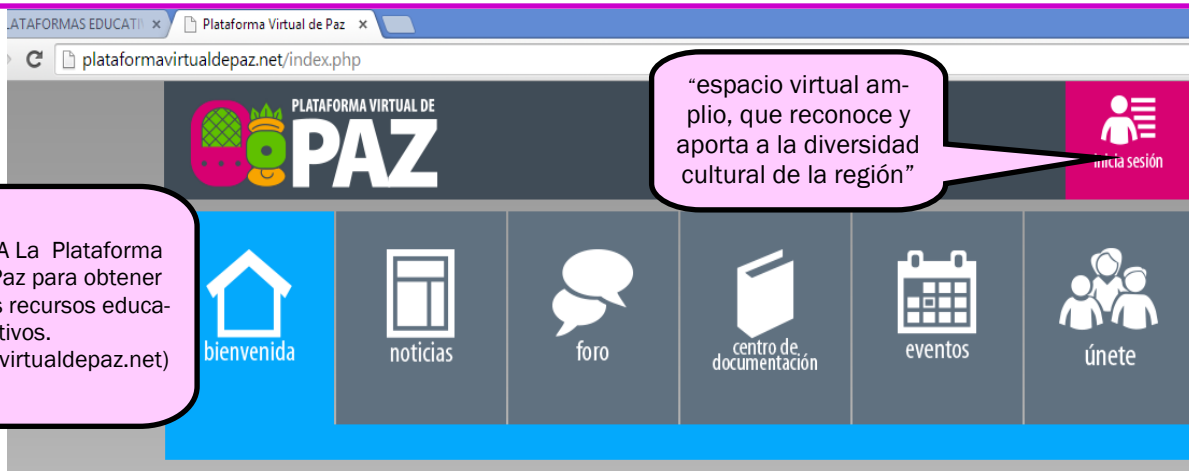 LATAFORMAS EDUCATI
Plataforma Virtual de Paz
plataformavirtualdepaz.net/index.php
PLATAFORMA VIRTUAL DE
PAZ
“espacio virtual am-
plio, que reconoce y
aporta a la diversidad
cultural de la región”
inicia sesión
A La Plataforma
Paz para obtener
s recursos educa-
tivos.
virtualdepaz.net)
bienvenida
noticias
foro
centro de
documentación
eventos
únete